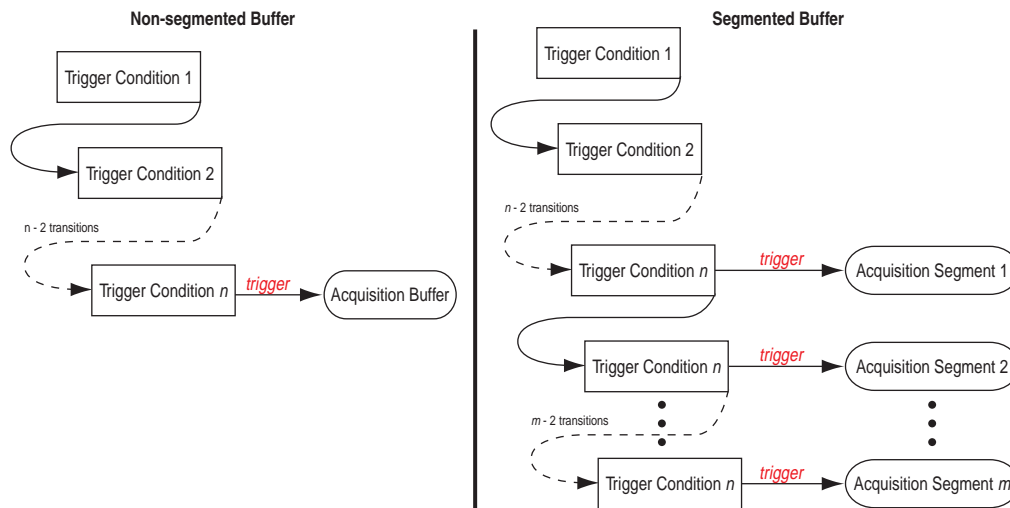 Non-segmented Buffer
Trigger Condition 1
Trigger Condition 2
n - 2 transitions
Trigger Condition n
trigger
Acquisition Buffer
Segmented Buffer
Trigger Condition 1
Trigger Condition 2
n - 2 transitions
Trigger Condition n
trigger
Acquisition Segment 1
Trigger Condition n
trigger
Acquisition Segment 2
m - 2 transitions
Trigger Condition n
trigger
Acquisition Segment m